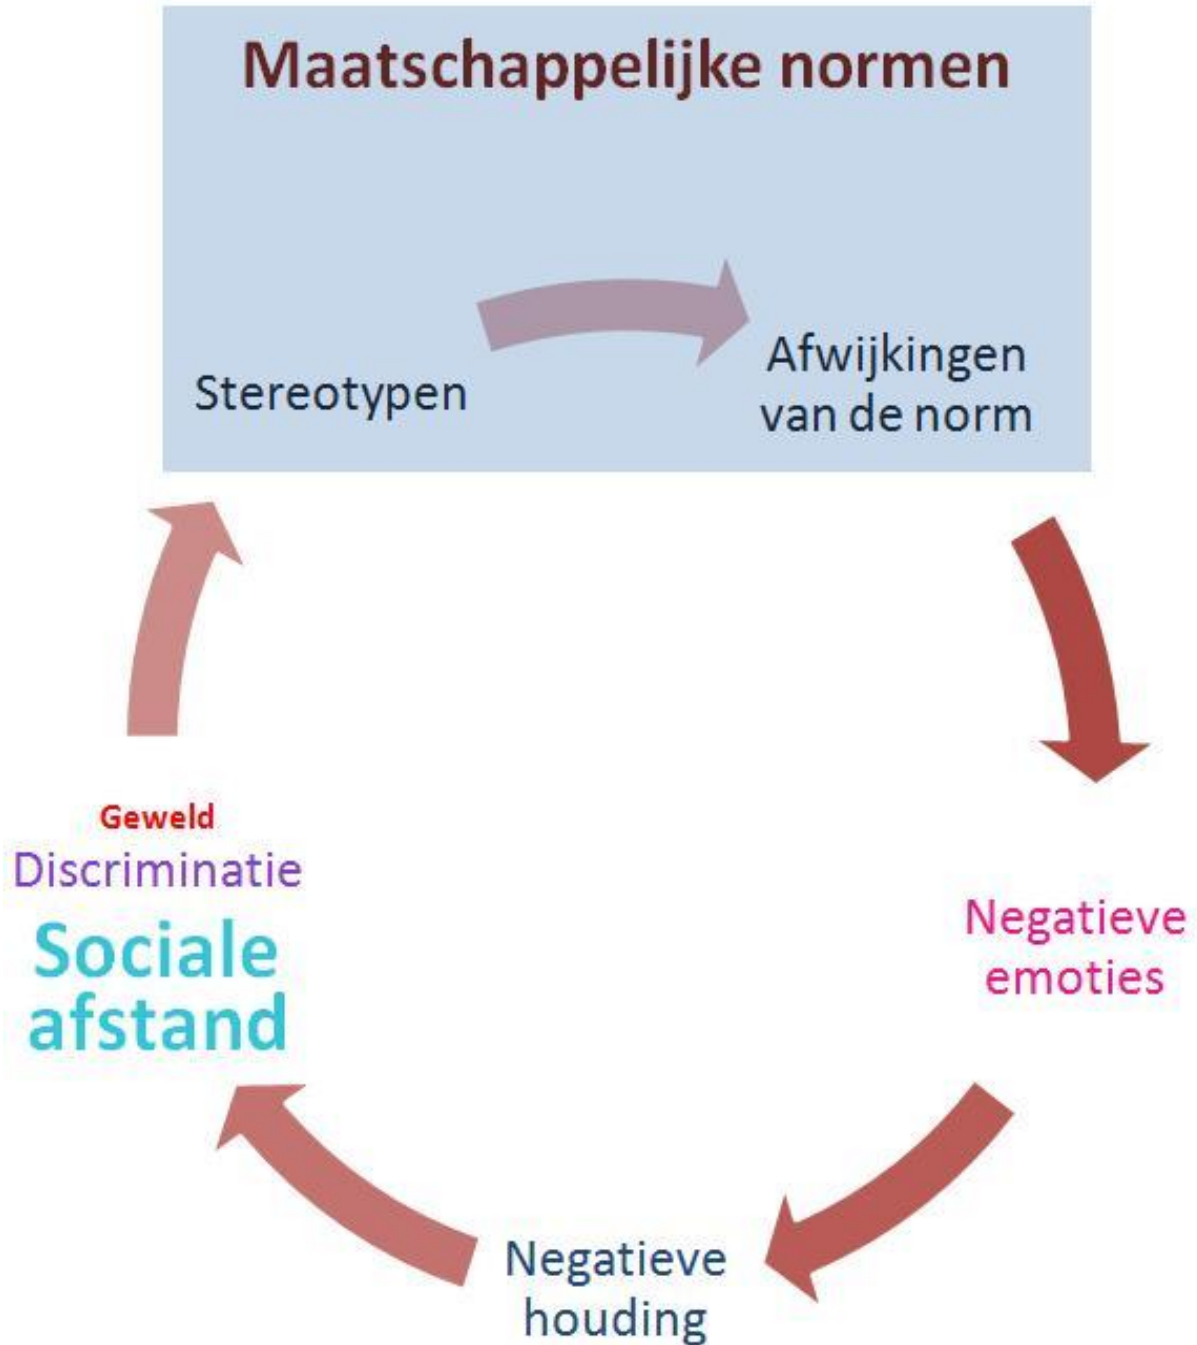 Maatschappelijke normen
Stereotypen
Afwijkingen
van de norm
Negatieve
emoties
Negatieve
houding
Geweld
Discriminatie
Sociale
afstand